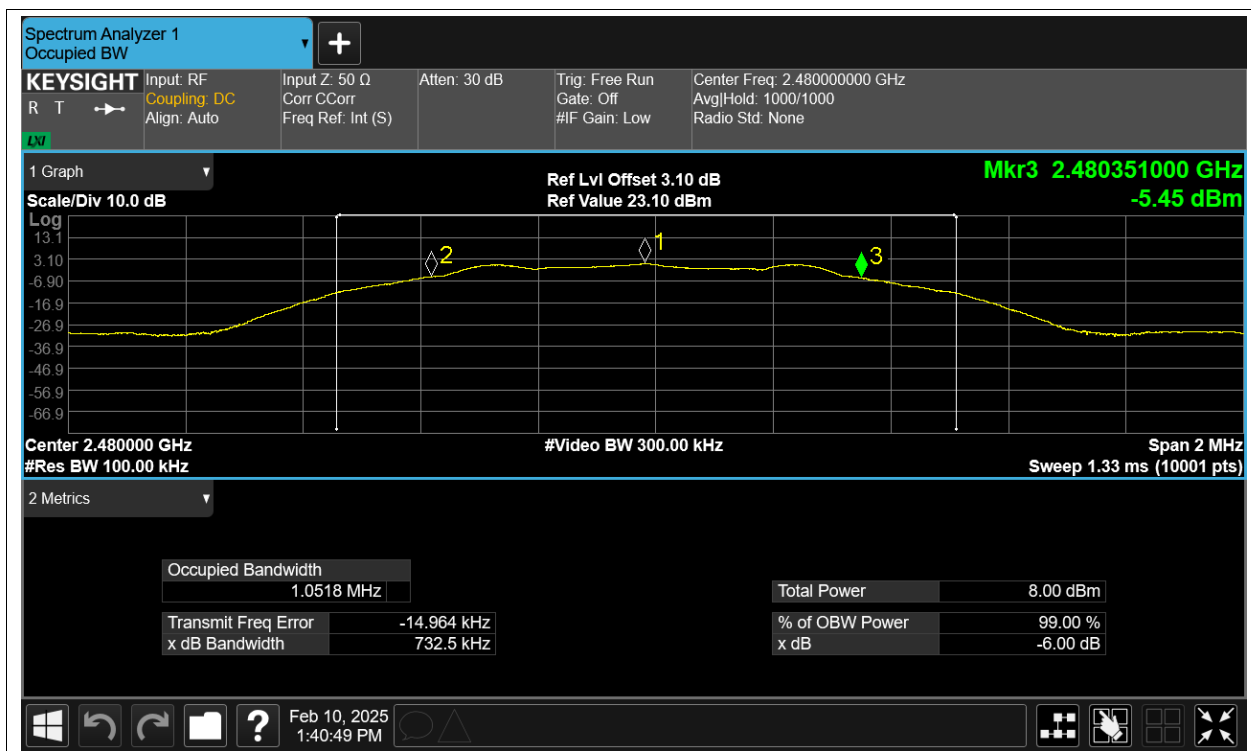 Spectrum Analyzer 1
Occupied BW
KEYSIGHT
R T
LXI
Input: RF
Coupling: DC
Align: Auto
Input Z: 50 Ω
Corr CCorr
Freq Ref: Int (S)
Atten: 30 dB
Trig: Free Run
Gate: Off
#IF Gain: Low
Center Freq: 2.480000000 GHz
Avg|Hold: 1000/1000
Radio Std: None
1 Graph
Scale/Div 10.0 dB
Ref Lvl Offset 3.10 dB
Ref Value 23.10 dBm
Mkr3 2.480351000 GHz
-5.45 dBm
Log
13.1
3.10
-6.90
-16.9
-26.9
-36.9
-46.9
-56.9
-66.9
2
1
3
Center 2.480000 GHz
#Res BW 100.00 kHz
#Video BW 300.00 kHz
Span 2 MHz
Sweep 1.33 ms (10001 pts)
2 Metrics
Occupied Bandwidth
1.0518 MHz
Transmit Freq Error -14.964 kHz
x dB Bandwidth 732.5 kHz
Total Power 8.00 dBm
% of OBW Power 99.00 %
x dB -6.00 dB
?
Feb 10, 2025
1:40:49 PM